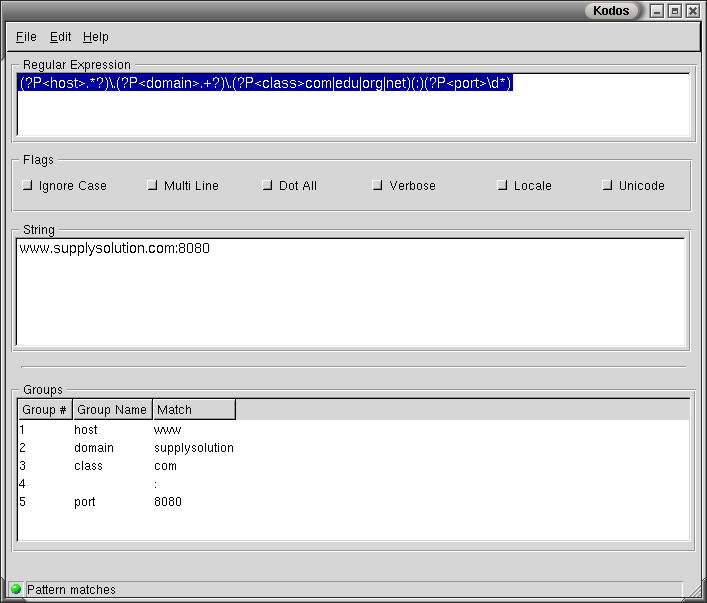 Kodos
File Edit Help
Regular Expression
(?P<host>.*?)\.(?P<domain>.+?)\.(?P<class>com|edu|org|net)(:)(?P<port>\d*)
Flags
Ignore Case Multi Line Dot All Verbose Locale Unicode
String
www.supplysolution.com:8080
Groups
Group # Group Name Match
1 host www
2 domain supplysolution
3 class com
4 :
5 port 8080
Pattern matches